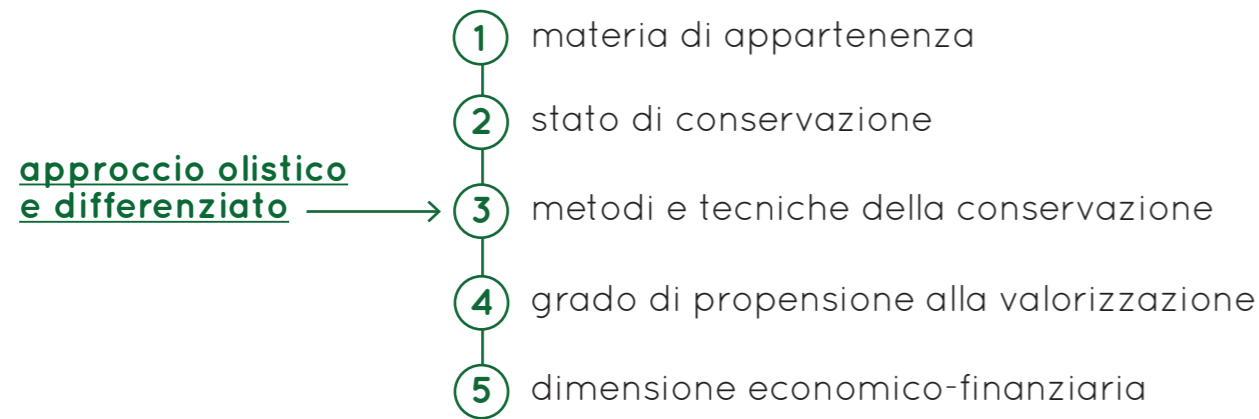 1 materia di appartenenza
2 stato di conservazione
approccio olistico
e differenziato
3 metodi e tecniche della conservazione
4 grado di propensione alla valorizzazione
5 dimensione economico-finanziaria